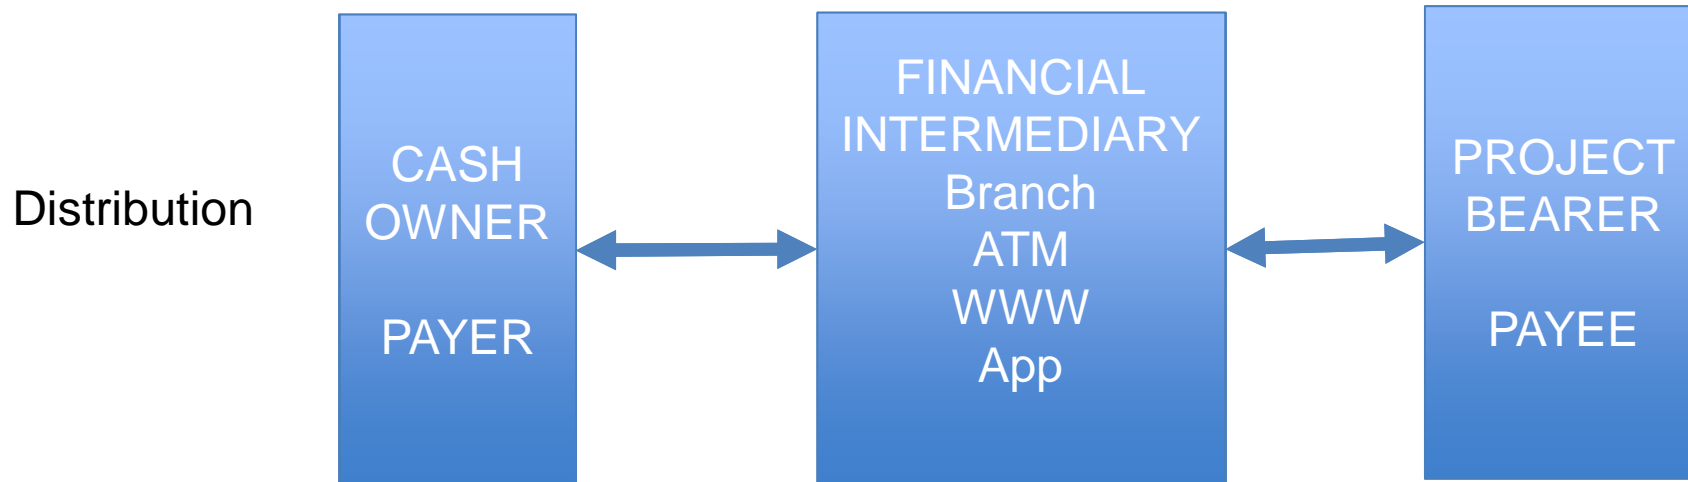 Distribution
CASH
OWNER
PAYER
FINANCIAL
INTERMEDIARY
Branch
ATM
WWW
App
PROJECT
BEARER
PAYEE